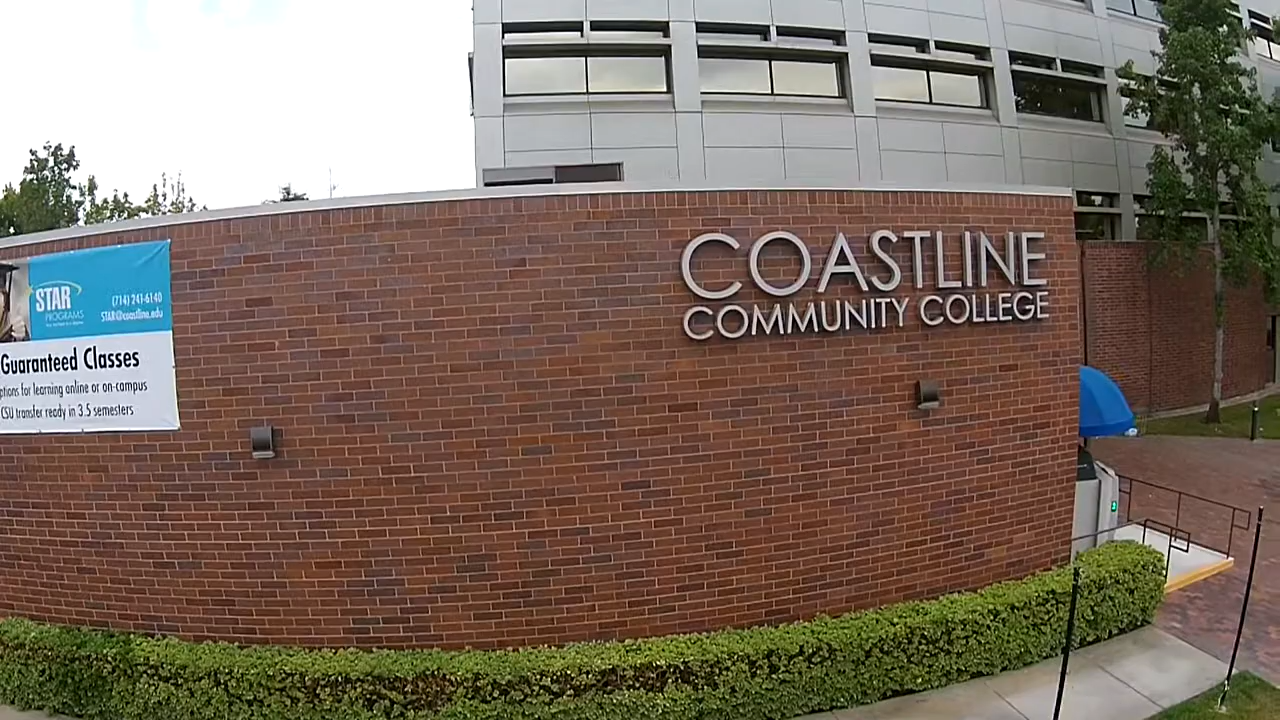 COASTLINE
COMMUNITY COLLEGE
STAR
PROGRAMS
(714) 241-6140
STAR@coastline.edu
Guaranteed Classes
for learning online or on-campus
CSU transfer ready in 3.5 semesters